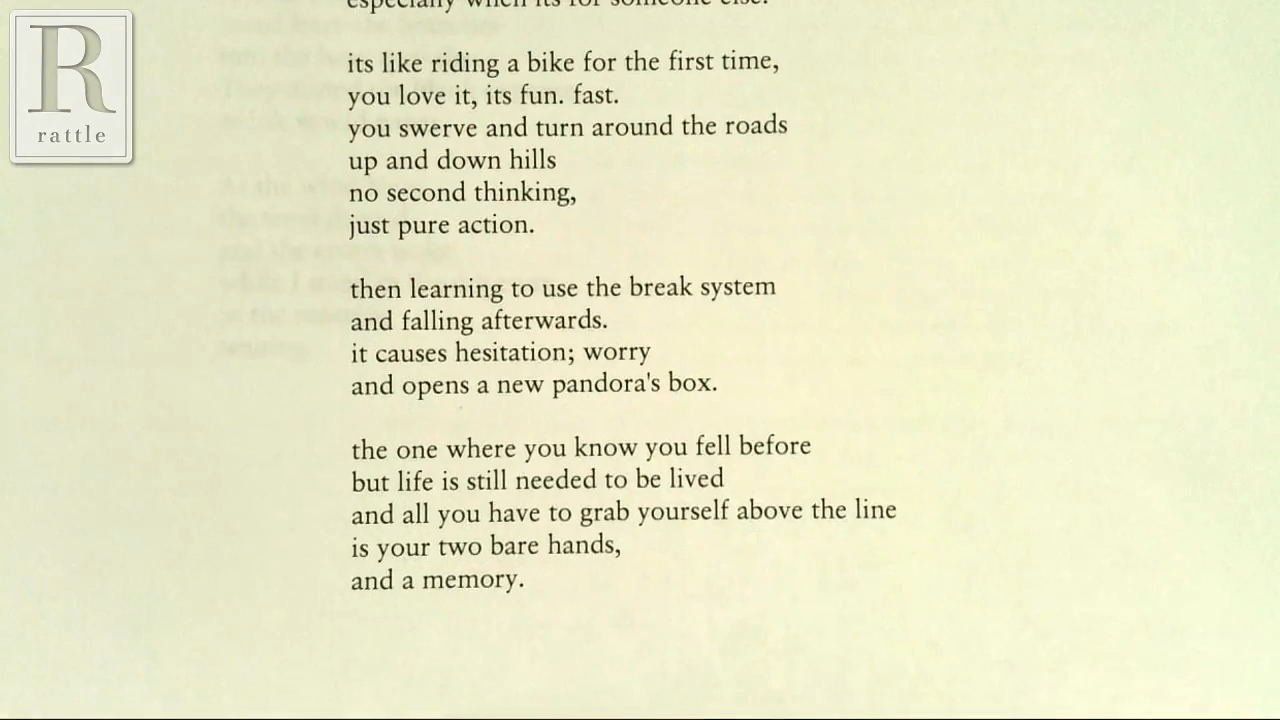 R
rattle
especially when its for someone else.
its like riding a bike for the first time,
you love it, its fun. fast.
you swerve and turn around the roads
up and down hills
no second thinking,
just pure action.
then learning to use the break system
and falling afterwards.
it causes hesitation; worry
and opens a new pandora's box.
the one where you know you fell before
but life is still needed to be lived
and all you have to grab yourself above the line
is your two bare hands,
and a memory.